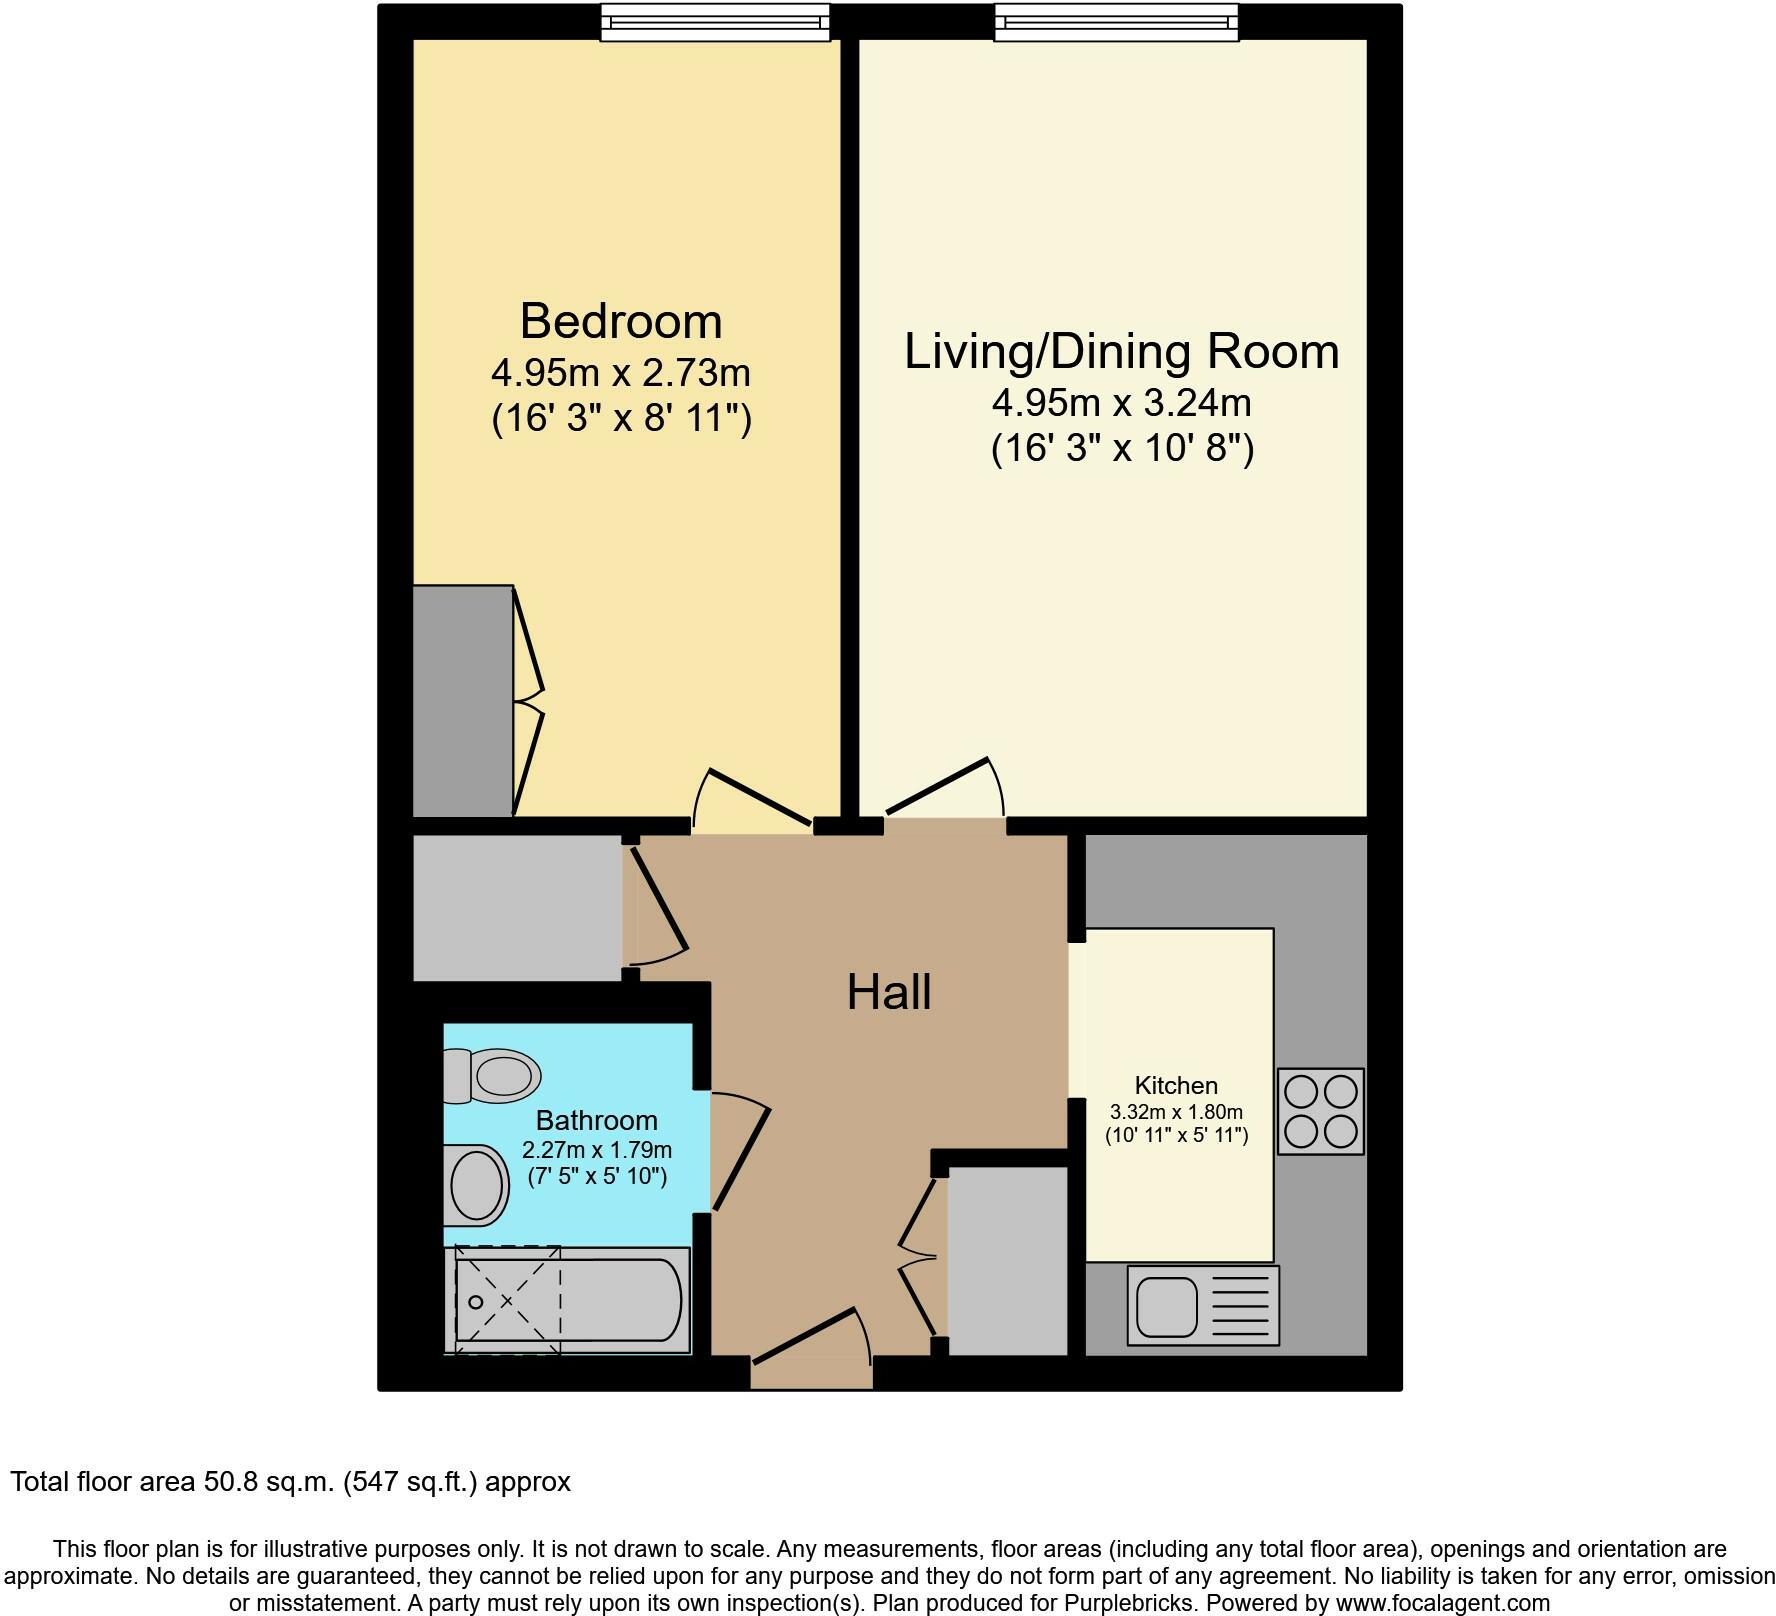 Bedroom
4.95m x 2.73m
(16' 3" x 8' 11")
Living/Dining Room
4.95m x 3.24m
(16' 3" x 10' 8")
Hall
Kitchen
3.32m x 1.80m
(10' 11" x 5' 11")
Bathroom
2.27m x 1.79m
(7' 5" x 5' 10")
Total floor area 50.8 sq.m. (547 sq.ft.) approx
This floor plan is for illustrative purposes only. It is not drawn to scale. Any measurements, floor areas (including any total floor area), openings and orientation are
approximate. No details are guaranteed, they cannot be relied upon for any purpose and they do not form part of any agreement. No liability is taken for any error, omission
or misstatement. A party must rely upon its own inspection(s). Plan produced for Purplebricks. Powered by www.focalagent.com